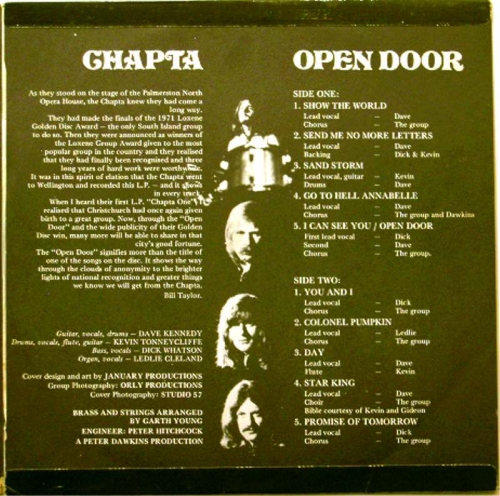 CHAPTA
As they stood on the stage of the Palmerston North
Opera House, the Chapta knew they had come a
long way.
They had made the finals of the 1971 Loxene
Golden Disc Award — the only South Island group
to do so. Then they were announced as winners of
the Loxene Group Award given to the most
popular group in the country and they realised
that they had finally been recognised and three
long years of hard work were worthwhile.
It was in this spirit of elation that the Chapta went
to Wellington and recorded this L.P. — and it shows
in every track.
When I heard their first L.P. "Chapta One" I
realised that Christchurch had once again given
birth to a great group. Now, through the "Open
Door" and the wide publicity of their Golden
Disc win, many more will be able to share in that
city's good fortune.
The "Open Door" signifies more than the title of
one of the songs on the disc. It shows the way
through the clouds of anonymity to the brighter
lights of national recognition and greater things
we know we will get from the Chapta.
Bill Taylor.
Guitar, vocals, drums — DAVE KENNEDY
Drums, vocals, flute, guitar — KEVIN TONNEYCLIFFE
Bass, vocals — DICK WHATSON
Organ, vocals — LEDLIE CLELAND
Cover design and art by JANUARY PRODUCTIONS
Group Photography: ORLY PRODUCTIONS
Cover Photography: STUDIO 57
BRASS AND STRINGS ARRANGED
BY GARTH YOUNG
ENGINEER: PETER HITCHCOCK
A PETER DAWKINS PRODUCTION
OPEN DOOR
SIDE ONE:
1. SHOW THE WORLD
Lead vocal — Dave
Chorus — The group
2. SEND ME NO MORE LETTERS
Lead vocal — Dave
Backing — Dick & Kevin
3. SAND STORM
Lead vocal, guitar — Kevin
Drums — Dave
4. GO TO HELL ANNABELLE
Lead vocal — Dave
Chorus — The group and Dawkins
5. I CAN SEE YOU / OPEN DOOR
First lead vocal — Dick
Second — Dave
Chorus — The group.
SIDE TWO:
1. YOU AND I
Lead vocal — Dick
Chorus — The group
2. COLONEL PUMPKIN
Lead vocal — Ledlie
Chorus — The group
3. DAY
Lead vocal — Dave
Flute — Kevin
4. STAR KING
Lead vocal — Dave
Choir — The group
Bible courtesy of Kevin and Gideon
5. PROMISE OF TOMORROW
Lead vocal — Dick
Chorus — The group